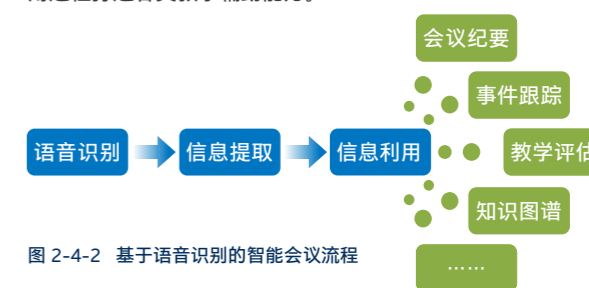 会议纪要
事件跟踪
语音识别
信息提取
信息利用
教学评估
知识图谱
图 2-4-2 基于语音识别的智能会议流程
……